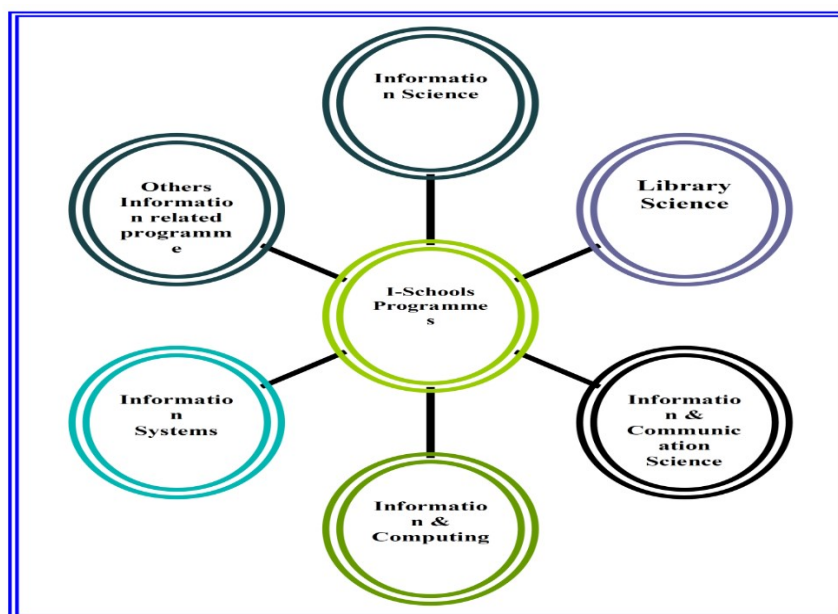 Informatio
n Science
Others
Informatio
n related
programm
e
Library
Science
I-Schools
Programme
s
Informatio
n
Systems
Informatio
n &
Communic
ation
Science
Informatio
n &
Computing